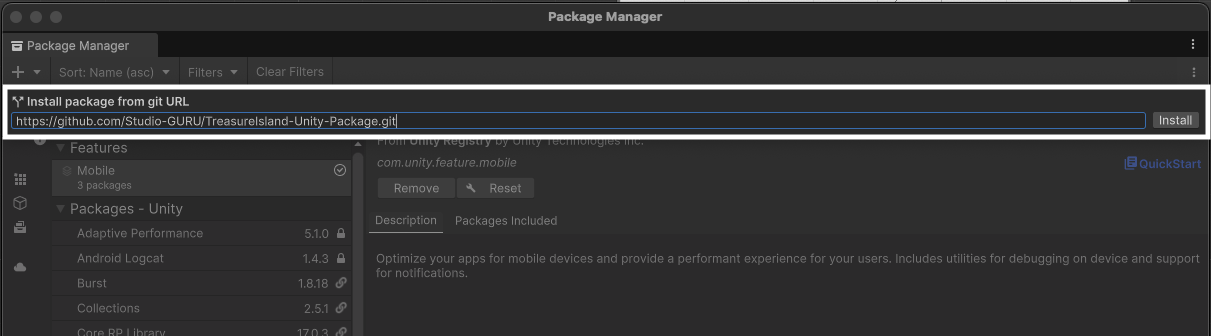 Package Manager
Package Manager
Sort: Name (asc)
Filters
Clear Filters
Install package from git URL
https://github.com/Studio-GURU/TreasureIsland-Unity-Package.git
Install
Features
Mobile
3 packages
Packages - Unity
Adaptive Performance 5.1.0
Android Logcat 1.4.3
Burst 1.8.18
Collections 2.5.1
Core RP Library 17.0.3
From Unity Registry by Unity Technologies Inc.
com.unity.feature.mobile
QuickStart
Remove
Reset
Description
Packages Included
Optimize your apps for mobile devices and provide a performant experience for your users. Includes utilities for debugging on device and support
for notifications.